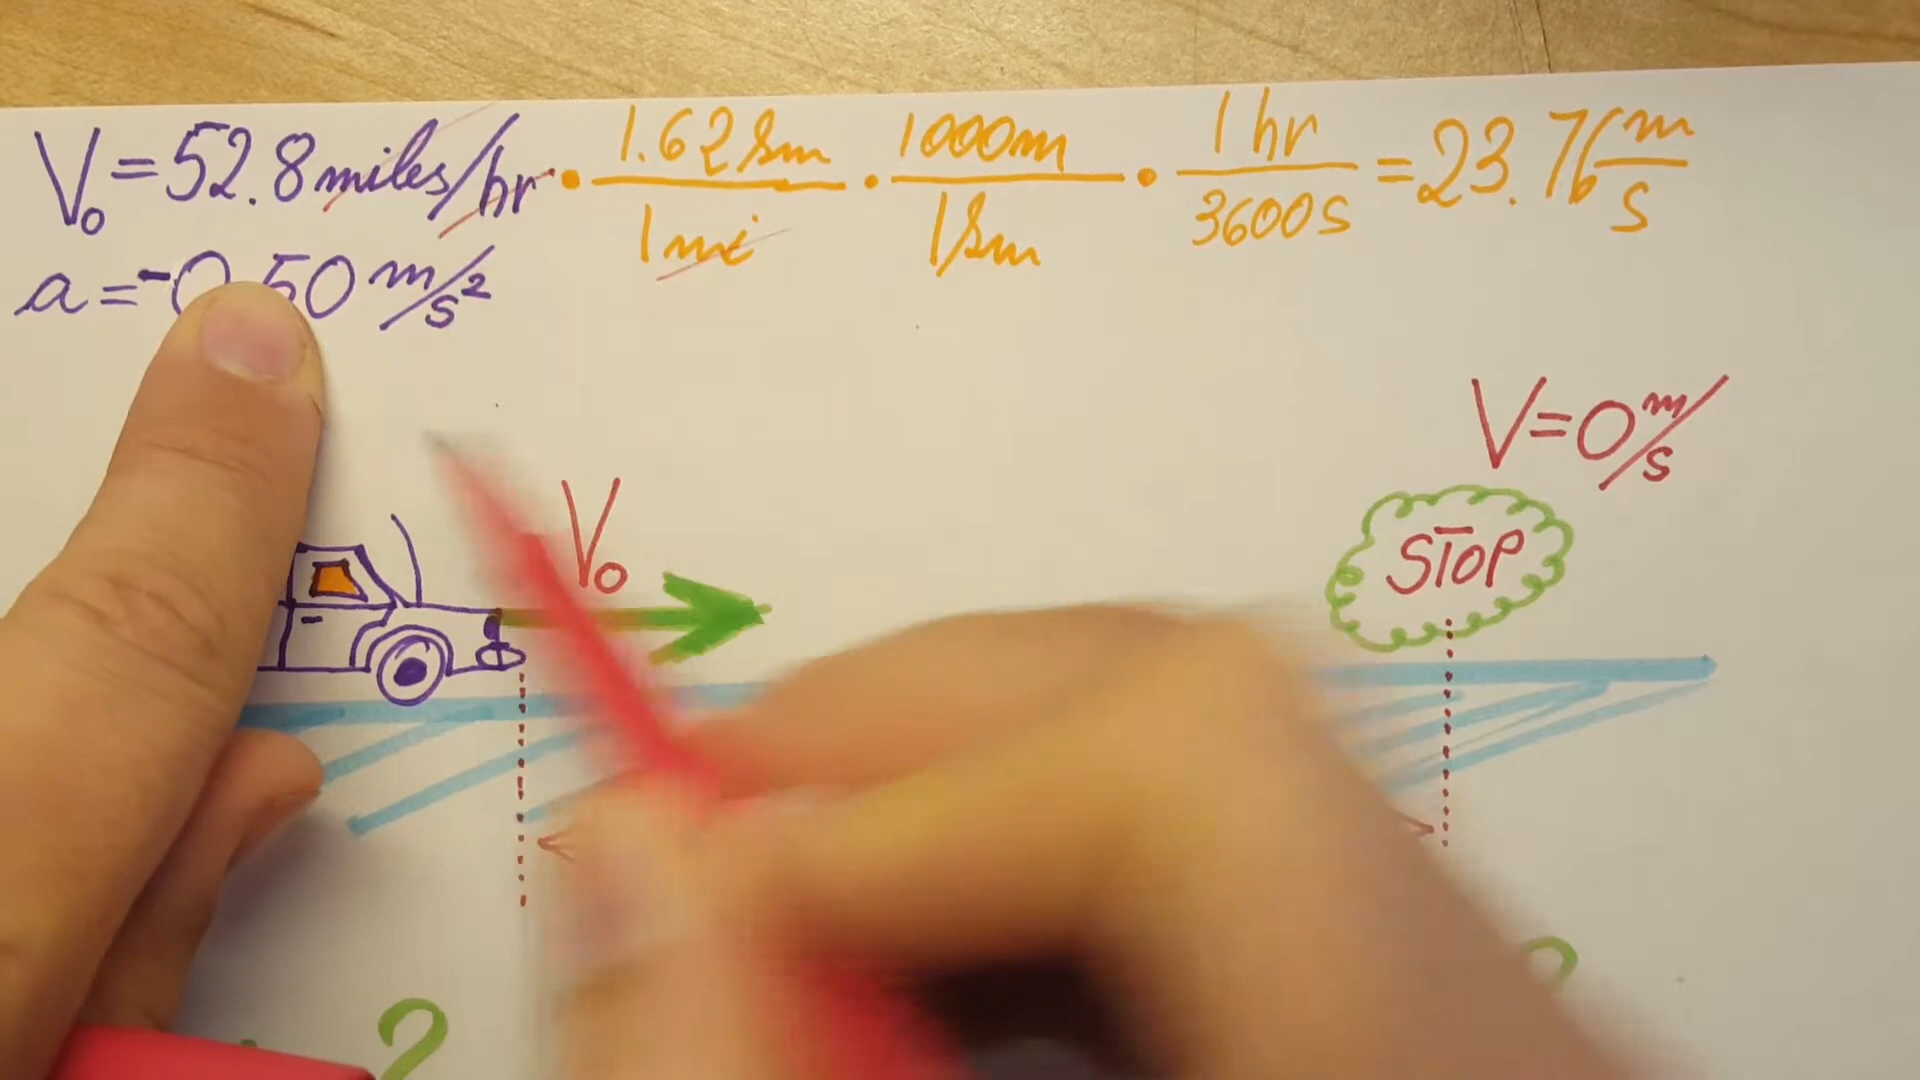 V₀ = 52.8 miles/hr · 1.62 km / 1 mi · 1000m / 1 km · 1 hr / 3600 s = 23.76 m/s
a = -0.50 m/s²
V = 0 m/s
V₀
STOP
?
?